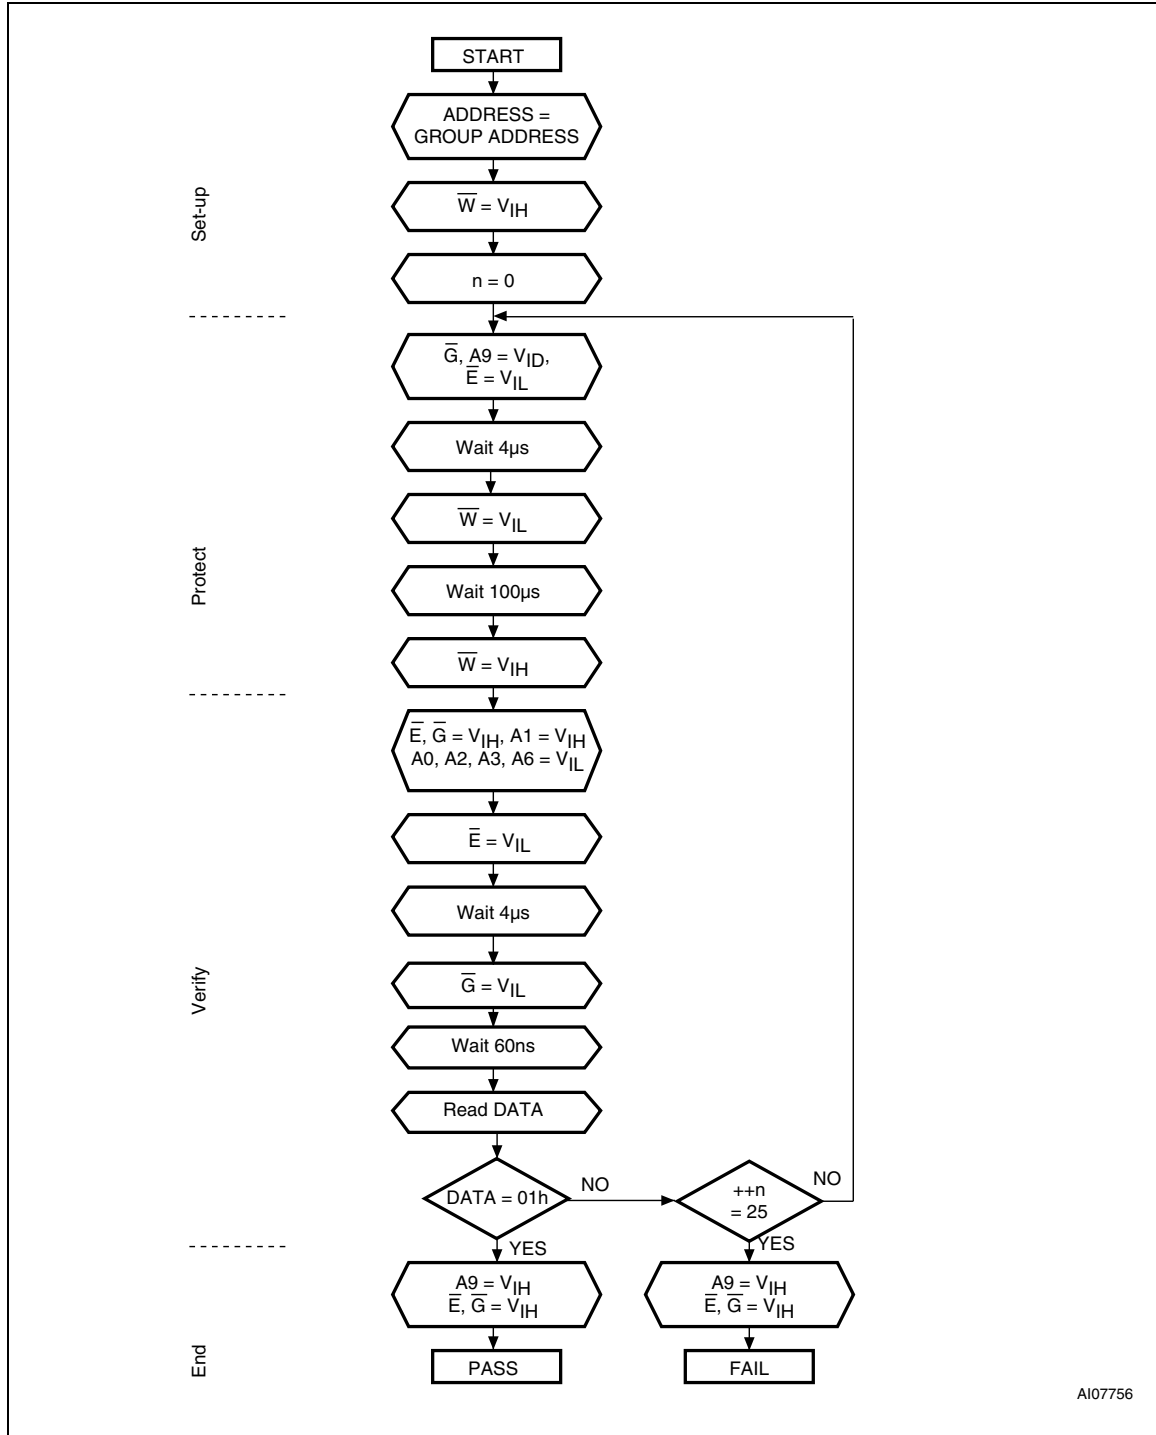 START
ADDRESS =
GROUP ADDRESS
Set-up
W̅ = VIH
n = 0
G̅, A9 = VID,
E̅ = VIL
Wait 4µs
W̅ = VIL
Protect
Wait 100µs
W̅ = VIH
E̅, G̅ = VIH, A1 = VIH
A0, A2, A3, A6 = VIL
E̅ = VIL
Wait 4µs
Verify
G̅ = VIL
Wait 60ns
Read DATA
DATA = 01h
NO
++n
= 25
NO
YES
YES
A9 = VIH
E̅, G̅ = VIH
A9 = VIH
E̅, G̅ = VIH
End
PASS
FAIL
AI07756